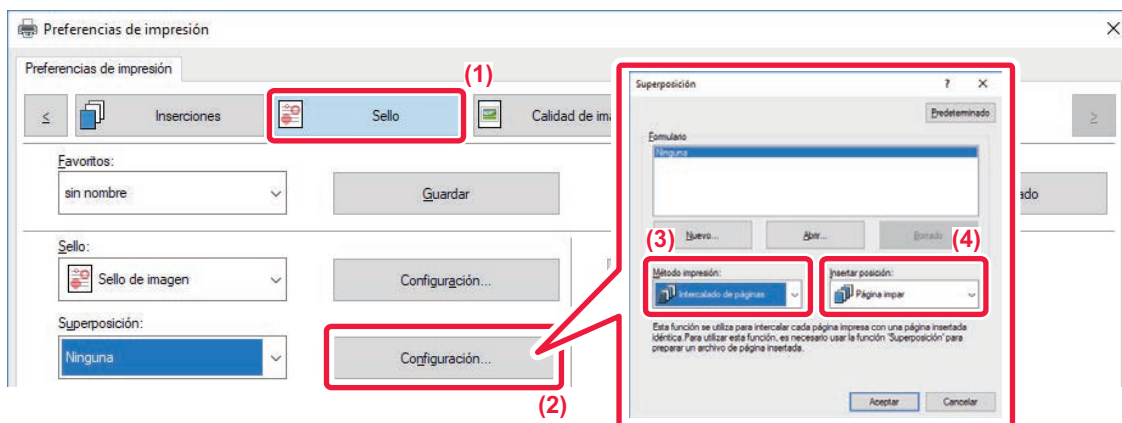 Preferencias de impresión
Preferencias de impresión
(1)
<
Inserciones
Sello
Calidad de im
>
Favoritos:
sin nombre
Guardar
ado
Sello:
Sello de imagen
Configuración...
Superposición:
Ninguna
Configuración...
(2)
Superposición
?
Predeterminado
Formulario
Ninguna
Nuevo...
Abrir...
Borrado
(3)
(4)
Método impresión:
Intercalado de páginas
Insertar posición:
Página impar
Esta función se utiliza para intercalar cada página impresa con una página insertada
idéntica.Para utilizar esta función, es necesario usar la función 'Superposición' para
preparar un archivo de página insertada.
Aceptar
Cancelar